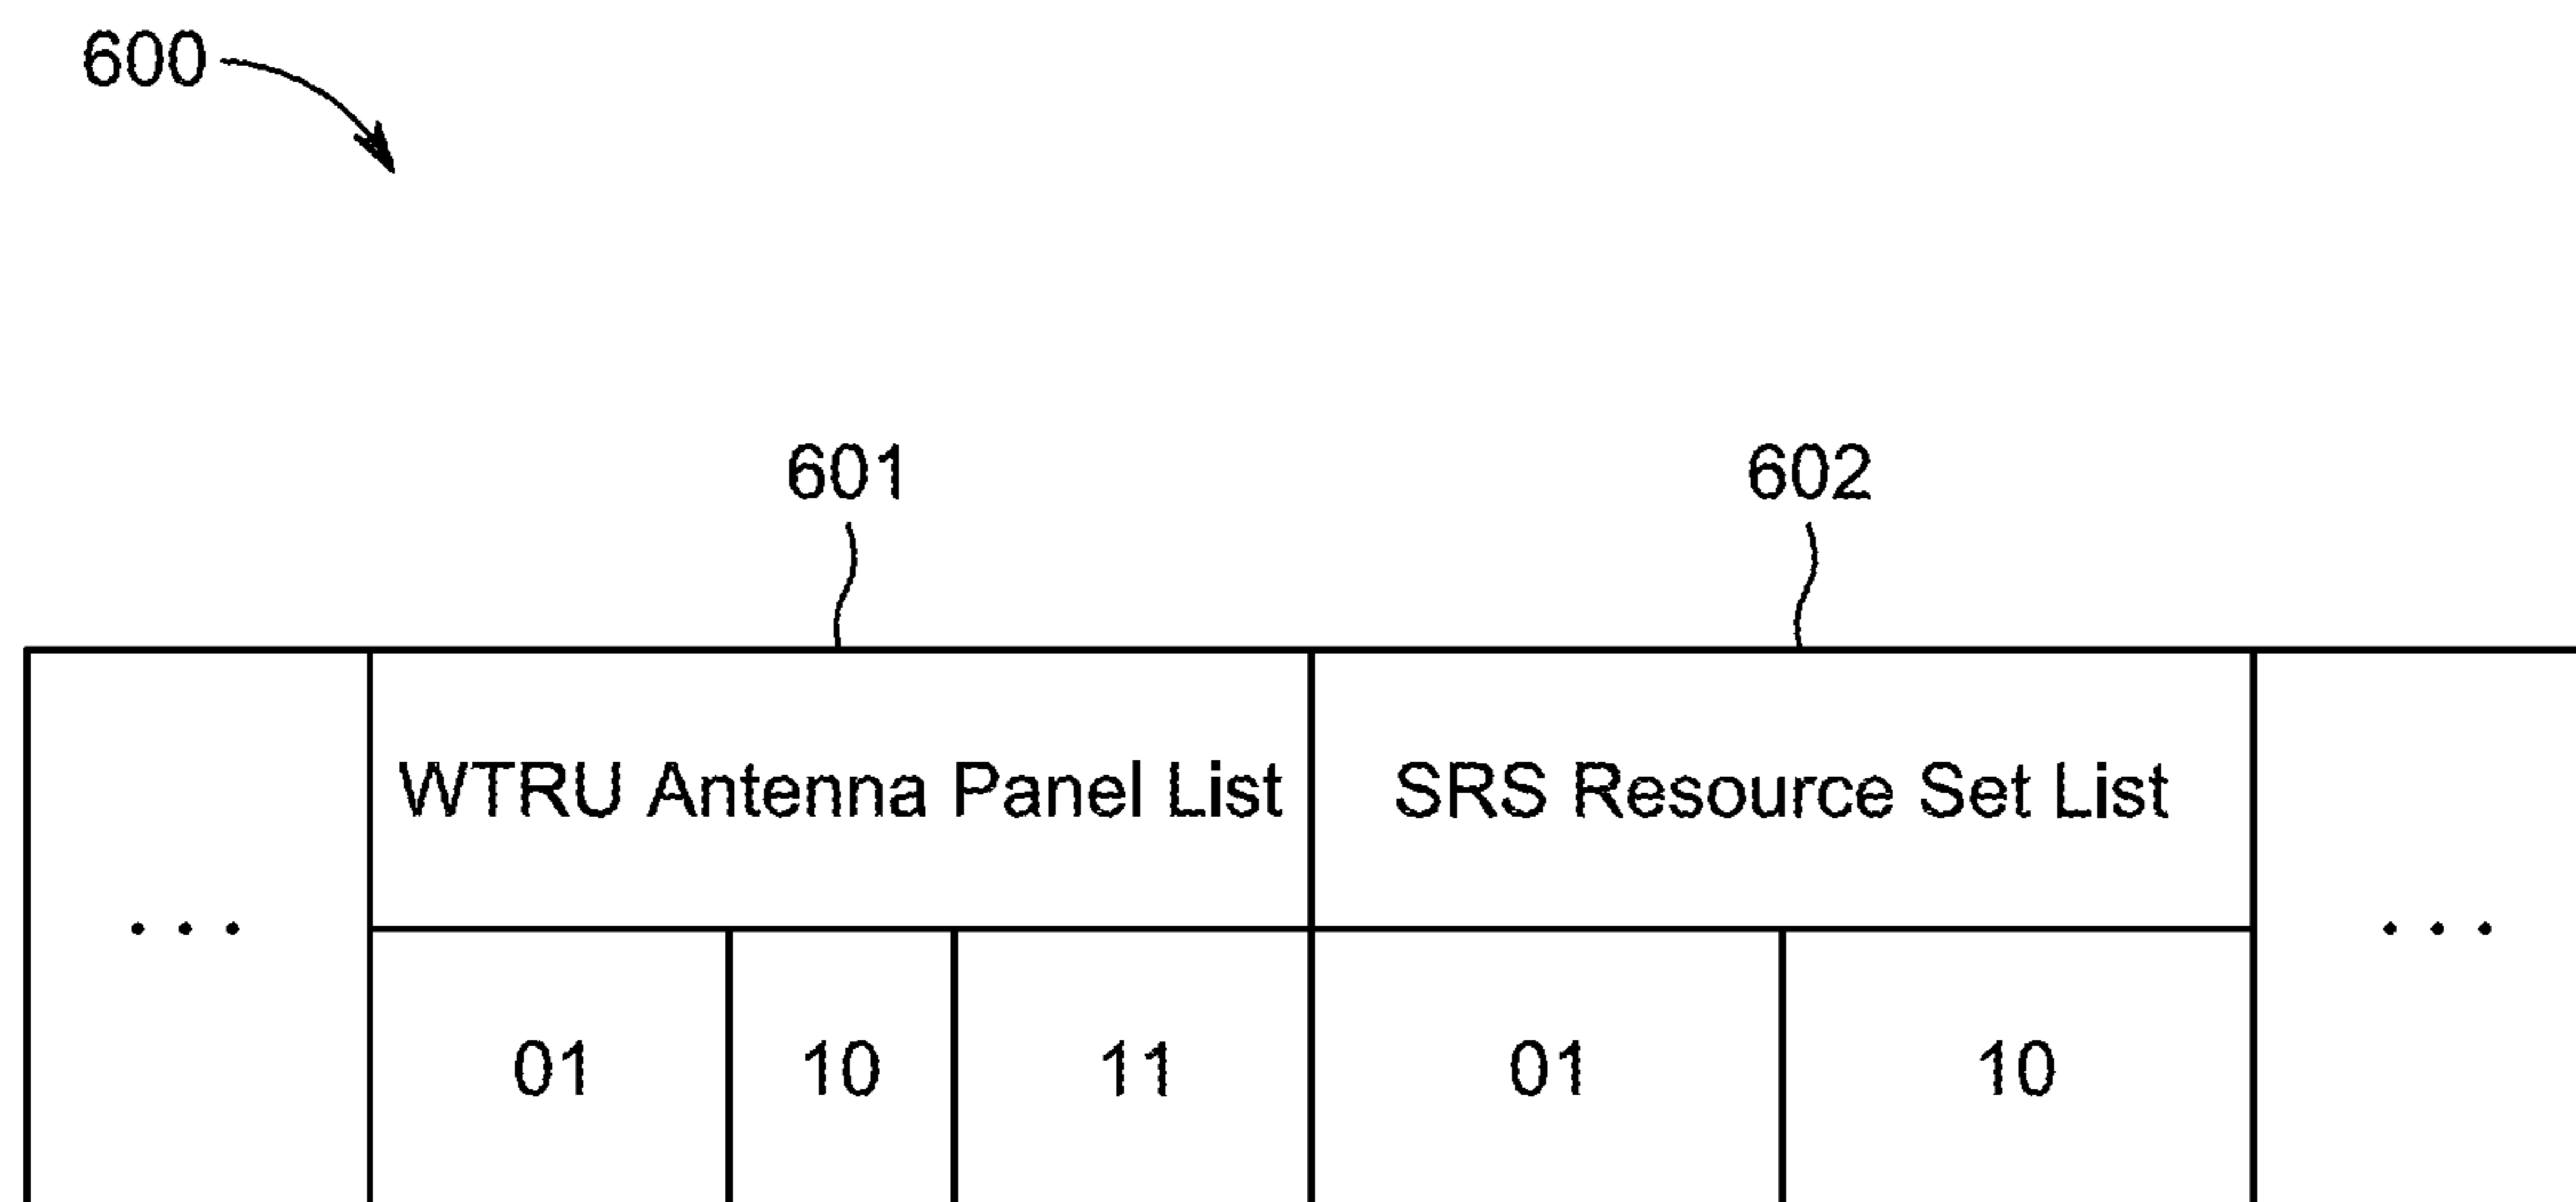 600
601 602
WTRU Antenna Panel List SRS Resource Set List
... ...
01 10 11 01 10